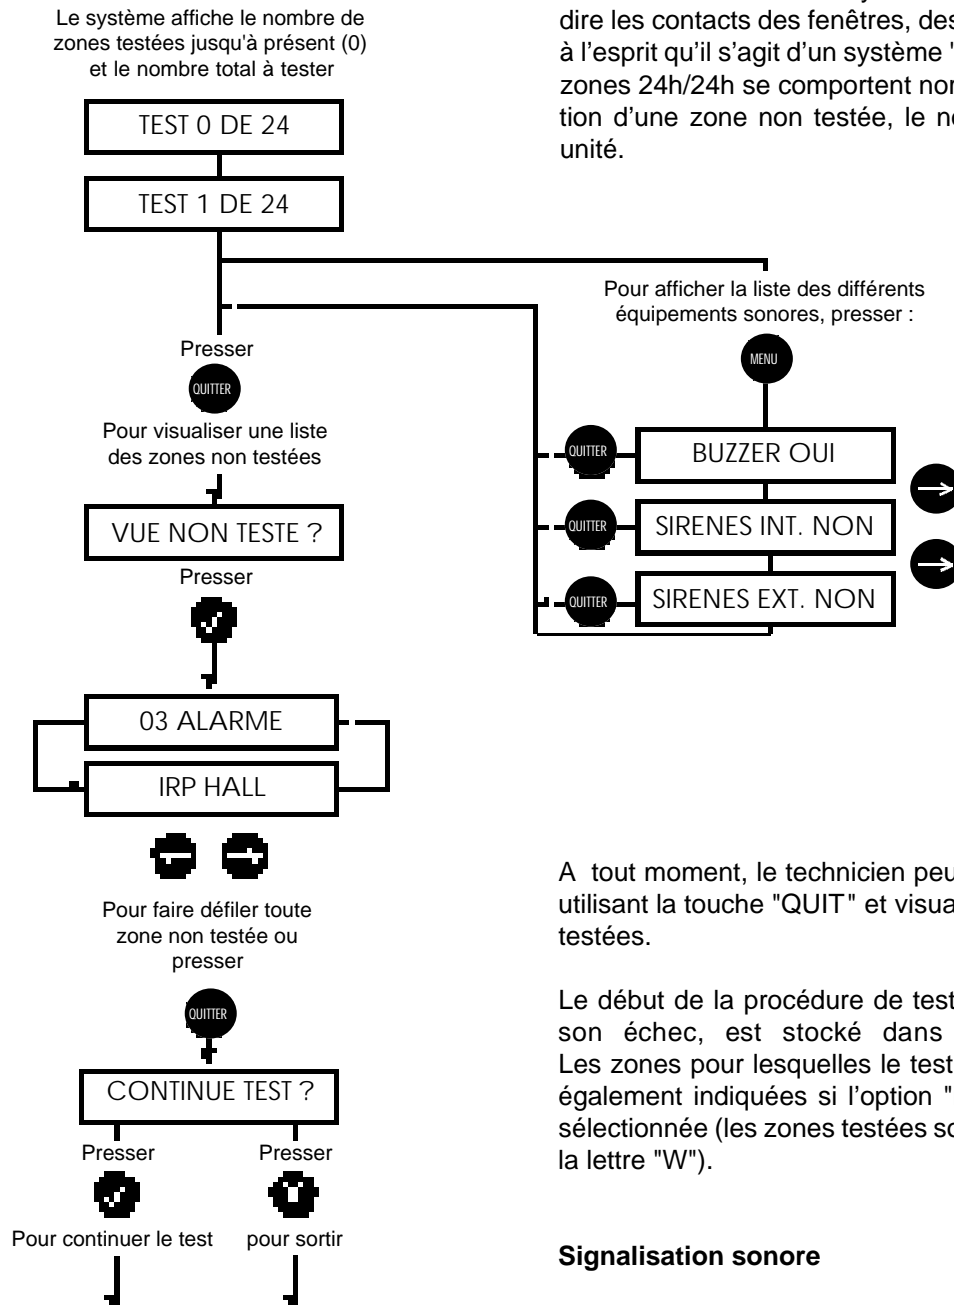 Le système affiche le nombre de
zones testées jusqu'à présent (0)
et le nombre total à tester
TEST 0 DE 24
TEST 1 DE 24
Presser
QUITTER
Pour visualiser une liste
des zones non testées
VUE NON TESTE ?
Presser
03 ALARME
IRP HALL
Pour faire défiler toute
zone non testée ou
presser
QUITTER
CONTINUE TEST ?
Presser
Presser
Pour continuer le test
pour sortir
dire les contacts des fenêtres, des
à l’esprit qu’il s’agit d’un système "
zones 24h/24h se comportent
tion d’une zone non testée, le
unité.
Pour afficher la liste des différents
équipements sonores, presser :
MENU
QUITTER
BUZZER OUI
QUITTER
SIRENES INT. NON
QUITTER
SIRENES EXT. NON
A tout moment, le technicien
utilisant la touche "QUIT" et
testées.
Le début de la procédure de test
son échec, est stocké dans
Les zones pour lesquelles le test
également indiquées si l’option "
sélectionnée (les zones testées
la lettre "W").
Signalisation sonore